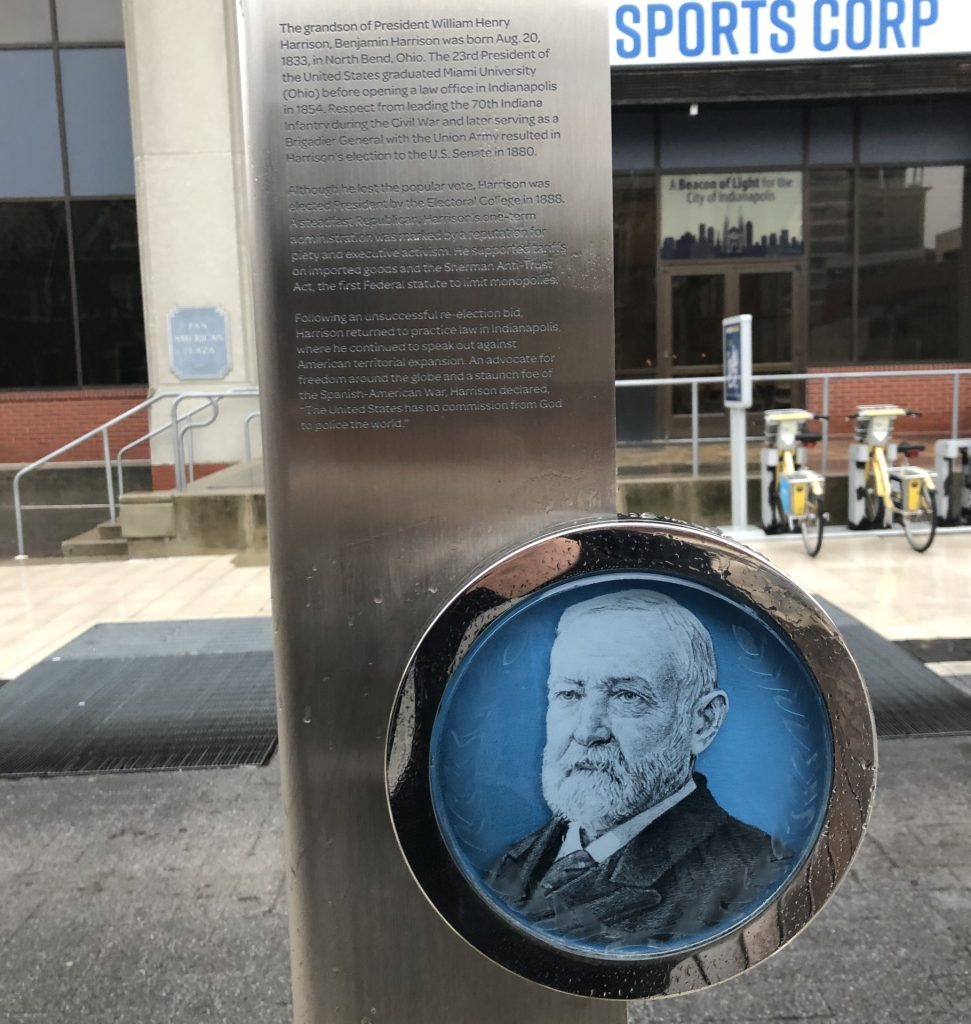 The grandson of President William Henry
Harrison, Benjamin Harrison was born Aug. 20,
1833, in North Bend, Ohio. The 23rd President of
the United States graduated Miami University
(Ohio) before opening a law office in Indianapolis
in 1854. Respect from leading the 70th Indiana
Infantry during the Civil War and later serving as a
Brigadier General with the Union Army resulted in
Harrison's election to the U.S. Senate in 1880.
Although he lost the popular vote, Harrison was
elected President by the Electoral College in 1888.
A steadfast Republican, Harrison's one-term
administration was marked by a reputation for
piety and executive activism. He supported tariffs
on imported goods and the Sherman Anti-Trust
Act, the first Federal statute to limit monopolies.
Following an unsuccessful re-election bid,
Harrison returned to practice law in Indianapolis,
where he continued to speak out against
American territorial expansion. An advocate for
freedom around the globe and a staunch foe of
the Spanish-American War, Harrison declared,
"The United States has no commission from God
to police the world."
SPORTS CORP
A Beacon of Light for the
City of Indianapolis
PAN
AMERICAN
PLAZA